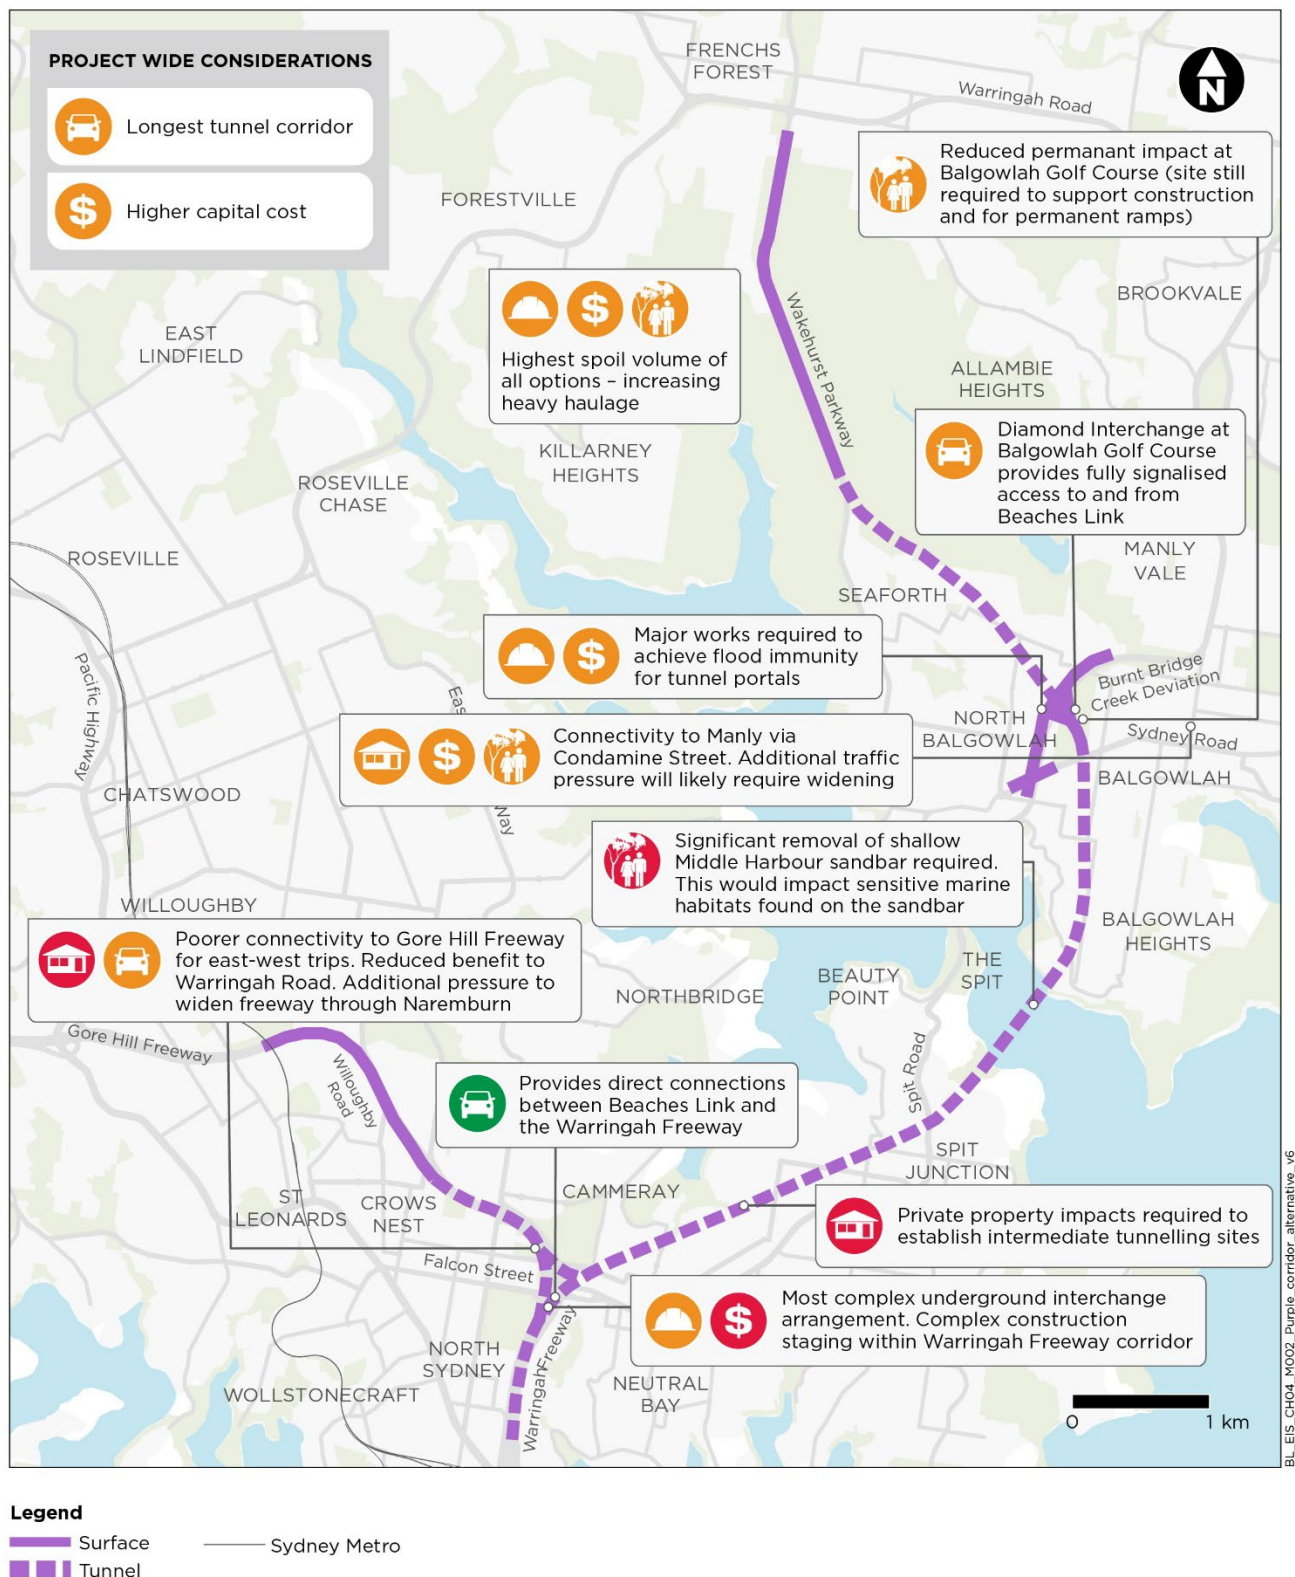 PROJECT WIDE CONSIDERATIONS
Longest tunnel corridor
$
Higher capital cost
FRENCHS
FOREST
Warringah Road
N
Reduced permanant impact at
Balgowlah Golf Course (site still
required to support construction
and for permanent ramps)
FORESTVILLE
BROOKVALE
EAST
LINDFIELD
$
Highest spoil volume of
all options – increasing
heavy haulage
Wakehurst Parkway
ALLAMBIE
HEIGHTS
Diamond Interchange at
Balgowlah Golf Course
provides fully signalised
access to and from
Beaches Link
KILLARNEY
HEIGHTS
ROSEVILLE
CHASE
ROSEVILLE
MANLY
VALE
SEAFORTH
$
Major works required to
achieve flood immunity
for tunnel portals
Pacific Highway
Eas
Way
Burnt Bridge
Creek Deviation
NORTH
BALGOWLAH
Sydney Road
$
Connectivity to Manly via
Condamine Street. Additional traffic
pressure will likely require widening
BALGOWLAH
CHATSWOOD
Significant removal of shallow
Middle Harbour sandbar required.
This would impact sensitive marine
habitats found on the sandbar
WILLOUGHBY
BALGOWLAH
HEIGHTS
Poorer connectivity to Gore Hill Freeway
for east-west trips. Reduced benefit to
Warringah Road. Additional pressure to
widen freeway through Naremburn
THE
SPIT
BEAUTY
POINT
NORTHBRIDGE
Gore Hill Freeway
Willoughby
Road
Spit Road
Provides direct connections
between Beaches Link and
the Warringah Freeway
SPIT
JUNCTION
CAMMERAY
ST
LEONARDS
CROWS
NEST
Private property impacts required to
establish intermediate tunnelling sites
Falcon Street
$
Most complex underground interchange
arrangement. Complex construction
staging within Warringah Freeway corridor
NORTH
SYDNEY
Warringah Freeway
WOLLSTONECRAFT
NEUTRAL
BAY
0 1 km
BL_EIS_CH04_M002_Purple_corridor_alternative_v6
Legend
Surface
Sydney Metro
Tunnel